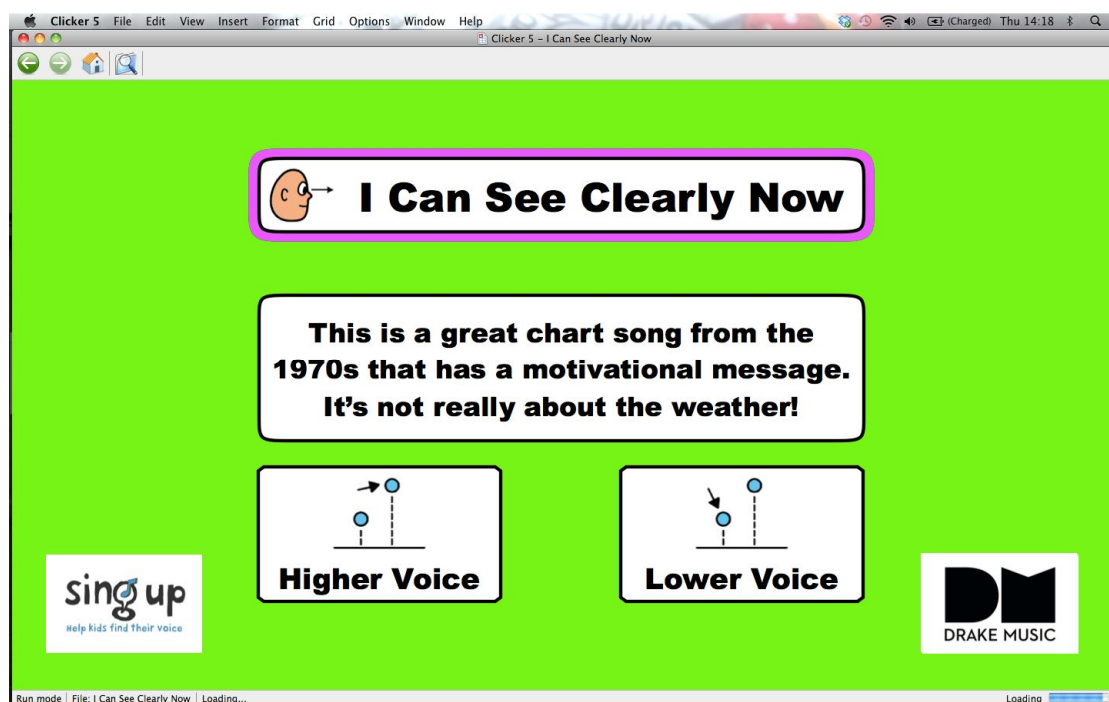 Clicker 5 File Edit View Insert Format Grid Options Window Help (Charged) Thu 14:18
Clicker 5 – I Can See Clearly Now
I Can See Clearly Now
This is a great chart song from the
1970s that has a motivational message.
It's not really about the weather!
Higher Voice
Lower Voice
sing up
Help kids find their voice
DM
DRAKE MUSIC
Run mode File: I Can See Clearly Now Loading... Loading